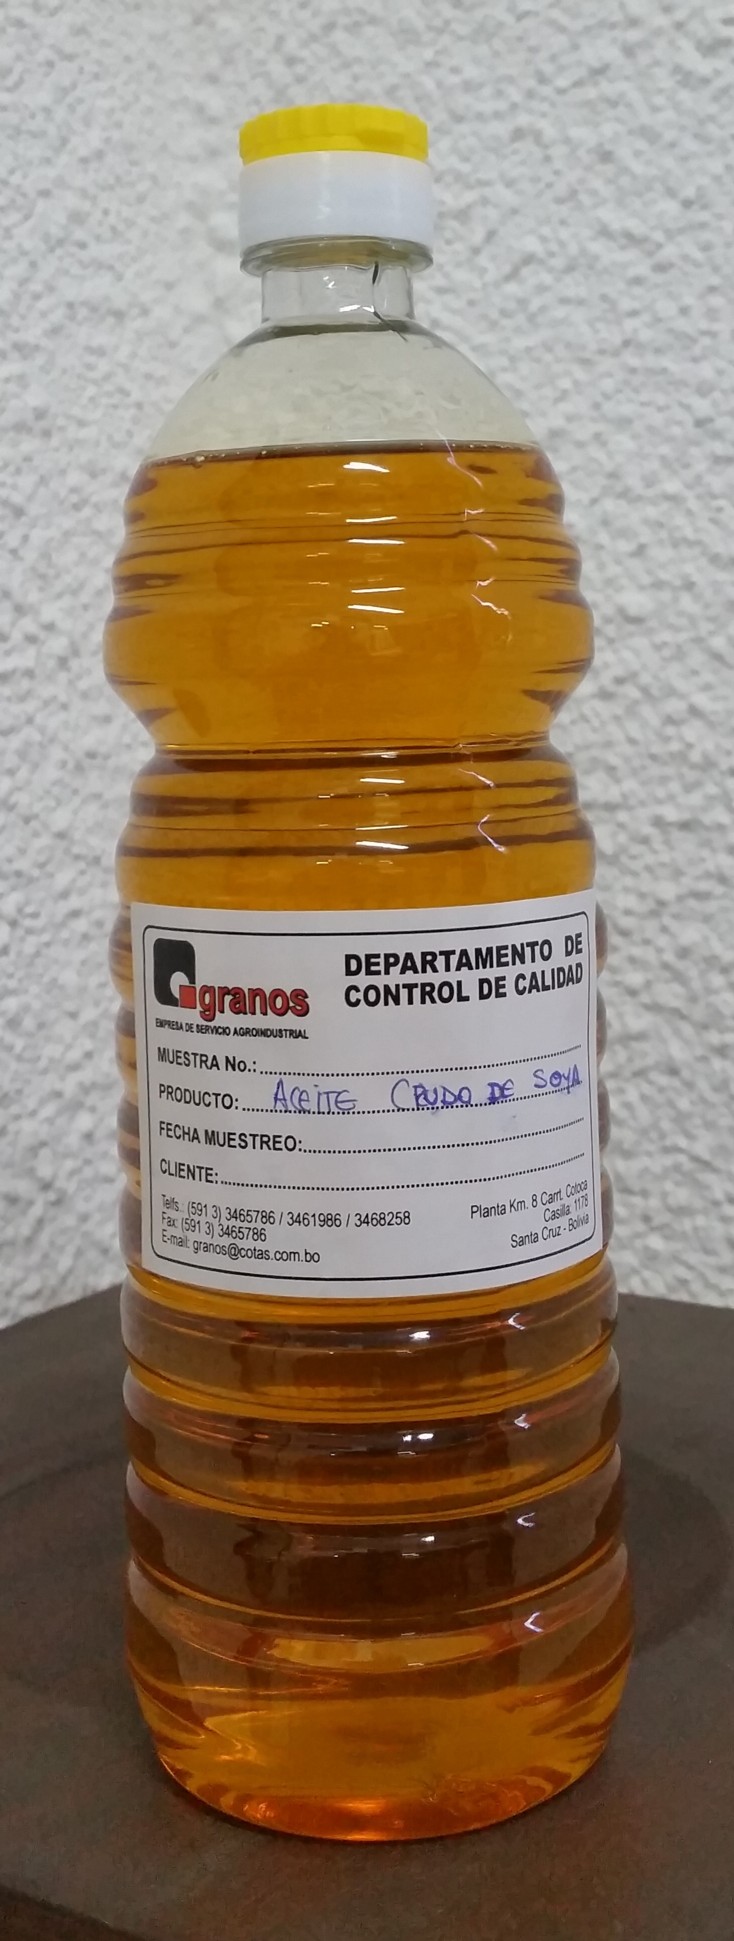 granos
EMPRESA DE SERVICIO AGROINDUSTRIAL
DEPARTAMENTO DE
CONTROL DE CALIDAD
MUESTRA No.:
PRODUCTO: ACEITE CRUDO DE SOYA
FECHA MUESTREO:
CLIENTE:
Telfs.: (591 3) 3465786 / 3461986 / 3468258
Fax: (591 3) 3465786
E-mail: granos@cotas.com.bo
Planta Km. 8 Carrt. Cotoca
Casilla: 1178
Santa Cruz - Bolivia